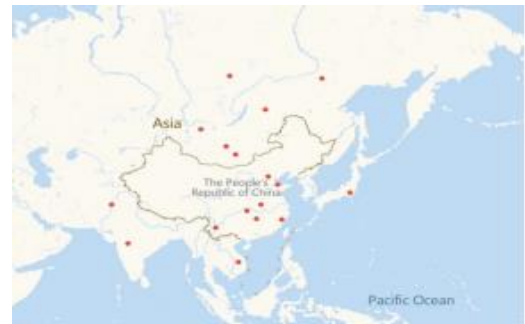 Asia
The People's
Republic of China
Pacific Ocean